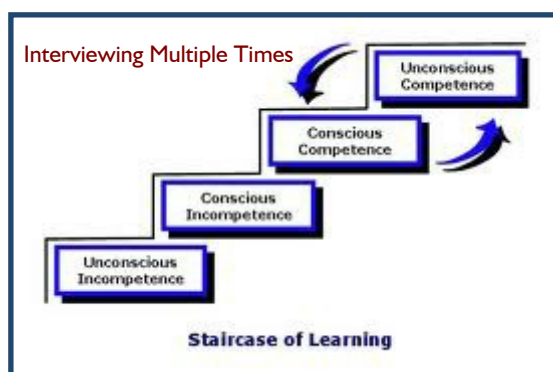 Interviewing Multiple Times
Unconscious
Competence
Conscious
Competence
Conscious
Incompetence
Unconscious
Incompetence
Staircase of Learning